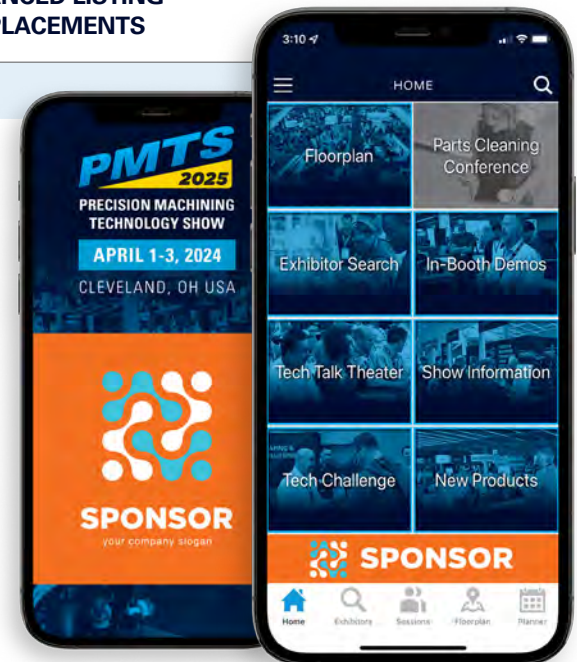 ANCED LISTING
PLACEMENTS
PMTS
2025
PRECISION MACHINING
TECHNOLOGY SHOW
APRIL 1-3, 2024
CLEVELAND, OH USA
SPONSOR
your company slogan
3:10
HOME
Floorplan
Parts Cleaning
Conference
Exhibitor Search
In-Booth Demos
Tech Talk Theater
Show Information
Tech Challenge
New Products
SPONSOR
Home
Exhibitors
Sessions
Floorplan
Planner